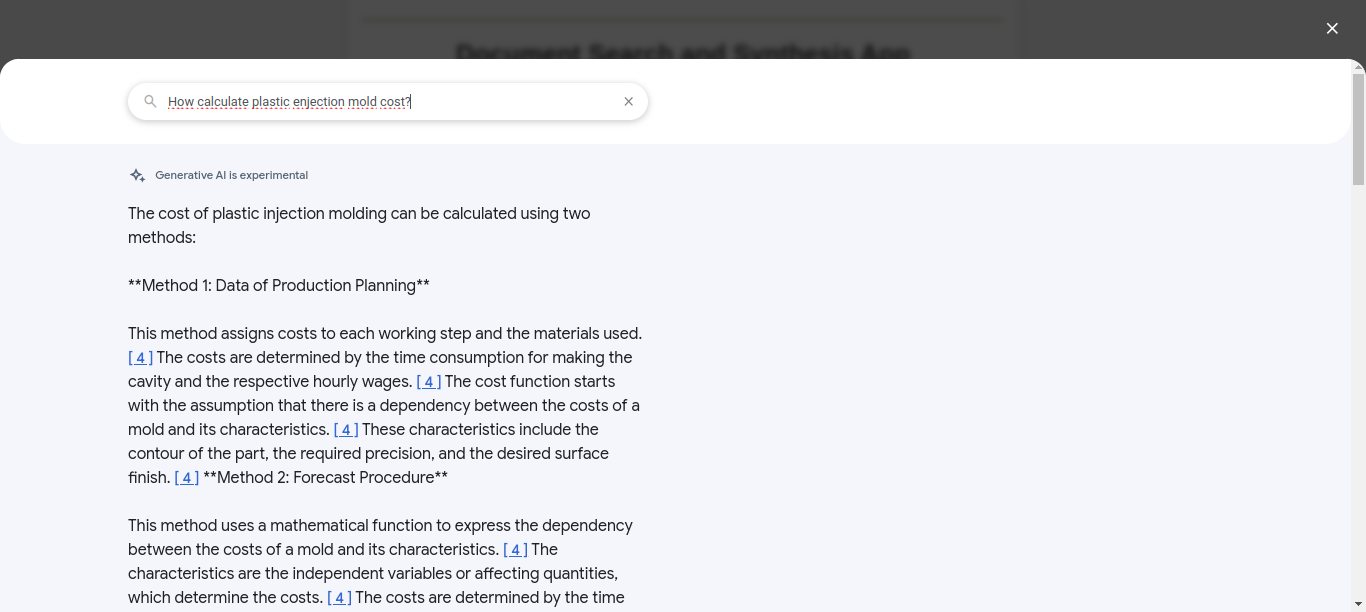 Document Search and Synthesis App
How calculate plastic enjection mold cost?
Generative AI is experimental
The cost of plastic injection molding can be calculated using two
methods:
**Method 1: Data of Production Planning**
This method assigns costs to each working step and the materials used.
[ 4 ] The costs are determined by the time consumption for making the
cavity and the respective hourly wages. [ 4 ] The cost function starts
with the assumption that there is a dependency between the costs of a
mold and its characteristics. [ 4 ] These characteristics include the
contour of the part, the required precision, and the desired surface
finish. [ 4 ] **Method 2: Forecast Procedure**
This method uses a mathematical function to express the dependency
between the costs of a mold and its characteristics. [ 4 ] The
characteristics are the independent variables or affecting quantities,
which determine the costs. [ 4 ] The costs are determined by the time